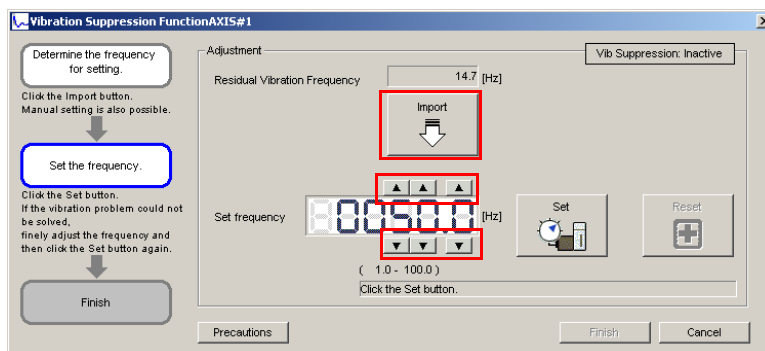 Vibration Suppression FunctionAXIS#1
Determine the frequency
for setting.
Click the Import button.
Manual setting is also possible.
Set the frequency.
Click the Set button.
If the vibration problem could not
be solved,
finely adjust the frequency and
then click the Set button again.
Finish
Adjustment
Vib Suppression: Inactive
Residual Vibration Frequency 14.7 [Hz]
Import
▲ ▲ ▲
Set frequency 0050.0 [Hz]
▼ ▼ ▼
Set
Reset
( 1.0 - 100.0 )
Click the Set button.
Precautions
Finish
Cancel